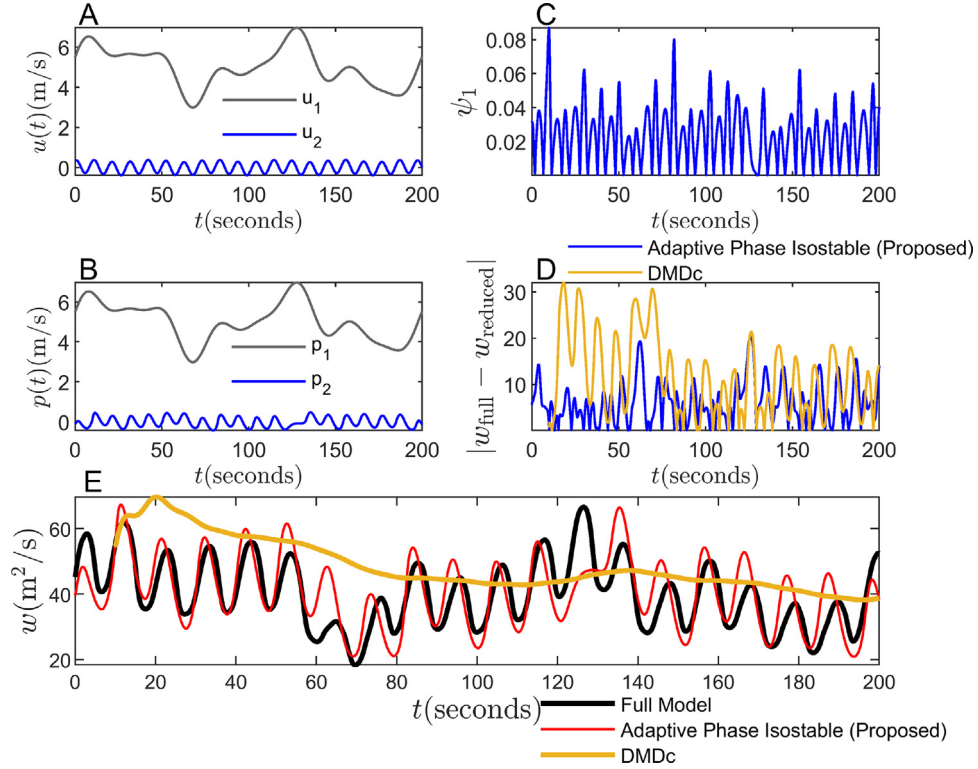 A
u(t)(m/s)
6
4
2
0
u1
u2
0
50
100
150
200
t(seconds)
C
ψ1
0.08
0.06
0.04
0.02
0
50
100
150
200
t(seconds)
B
p(t)(m/s)
6
4
2
0
p1
p2
0
50
100
150
200
t(seconds)
Adaptive Phase Isostable (Proposed)
DMDc
D
|wfull − wreduced|
30
20
10
0
50
100
150
200
t(seconds)
E
w(m²/s)
60
40
20
0
20
40
60
80
100
120
140
160
180
200
t(seconds)
Full Model
Adaptive Phase Isostable (Proposed)
DMDc